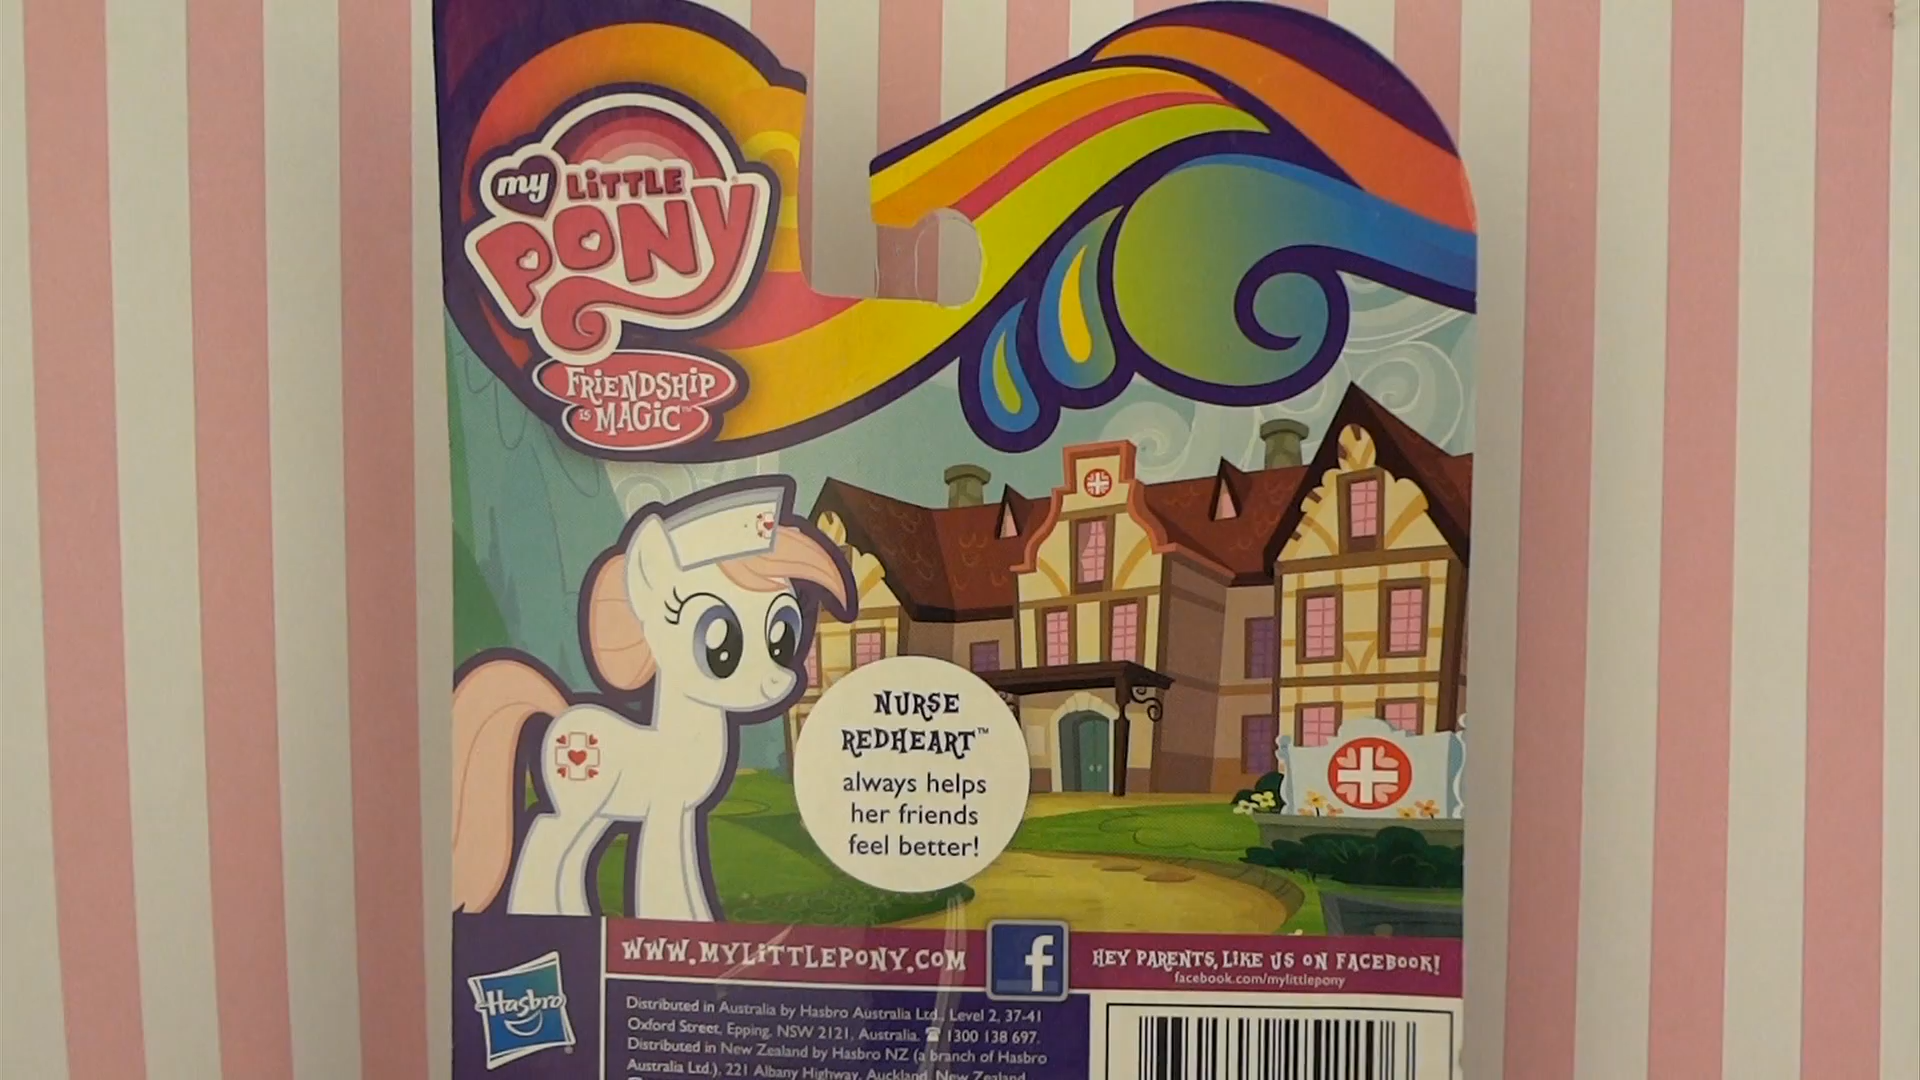 my LiTTLE
PONY
FRiENDSHiP
iS MAGiC™
NURSE
REDHEART™
always helps
her friends
feel better!
WWW.MYLiTTLEPONY.COM
f
HEY PARENTS, LIKE US ON FACEBOOK!
facebook.com/mylittlepony
Hasbro
Distributed in Australia by Hasbro Australia Ltd., Level 2, 37-41
Oxford Street, Epping, NSW 2121, Australia. ☎ 1300 138 697.
Distributed in New Zealand by Hasbro NZ (a branch of Hasbro
Australia Ltd.), 221 Albany Highway, Auckland, New Zealand.